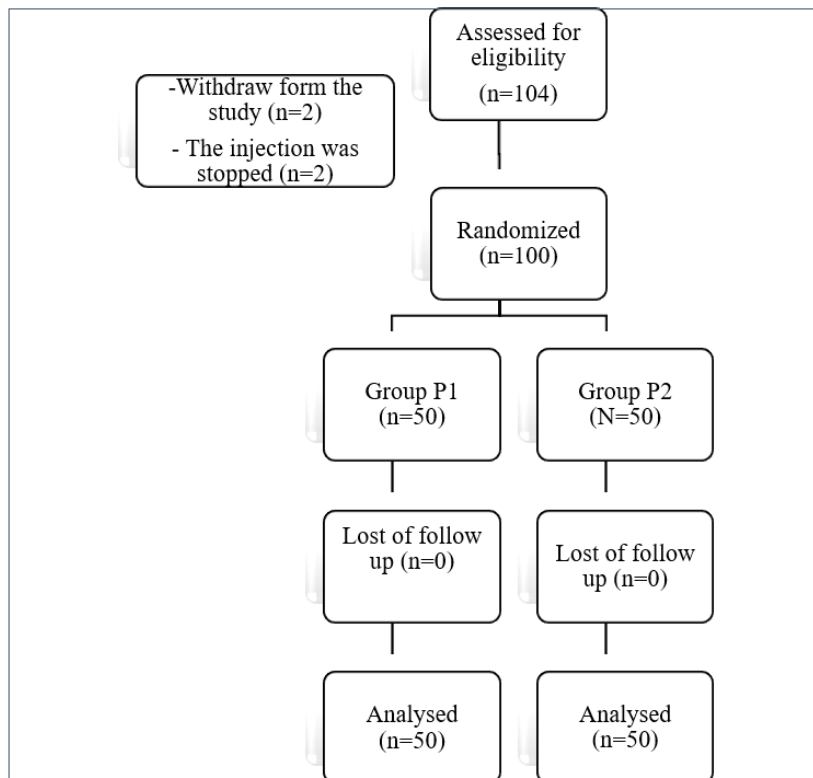 Assessed for
eligibility
(n=104)
-Withdraw form the
study (n=2)
- The injection was
stopped (n=2)
Randomized
(n=100)
Group P1
(n=50)
Group P2
(N=50)
Lost of follow
up (n=0)
Lost of follow
up (n=0)
Analysed
(n=50)
Analysed
(n=50)